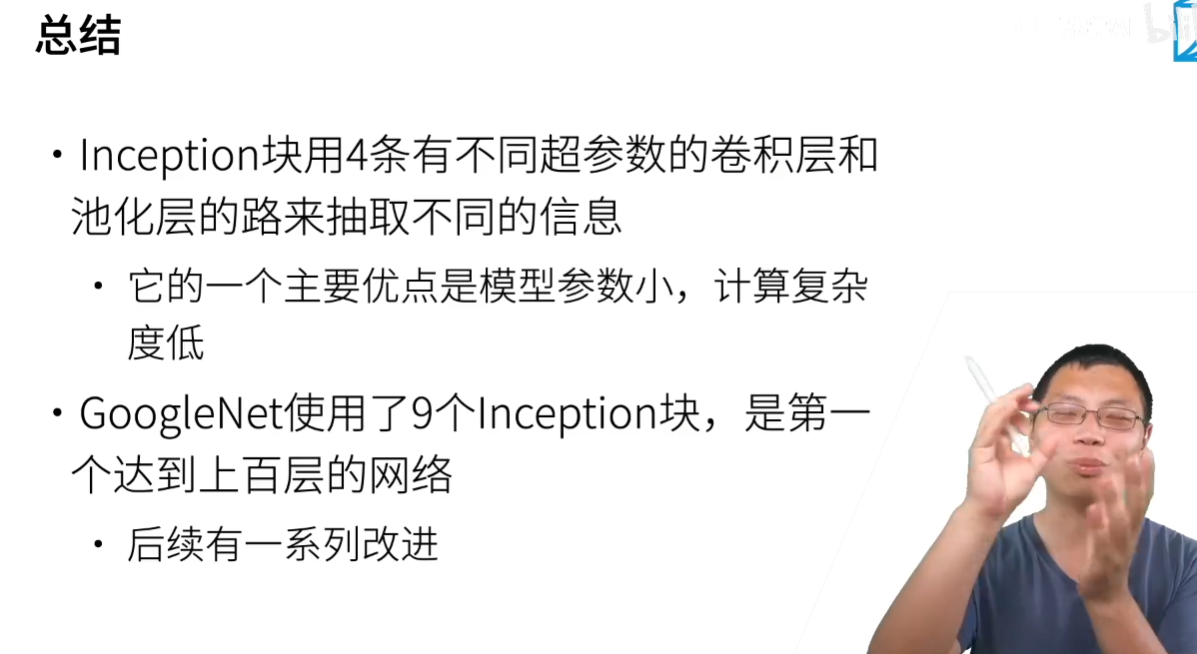 总结
• Inception块用4条有不同超参数的卷积层和
池化层的路来抽取不同的信息
• 它的一个主要优点是模型参数小，计算复杂
度低
• GoogleNet使用了9个Inception块，是第一
个达到上百层的网络
• 后续有一系列改进